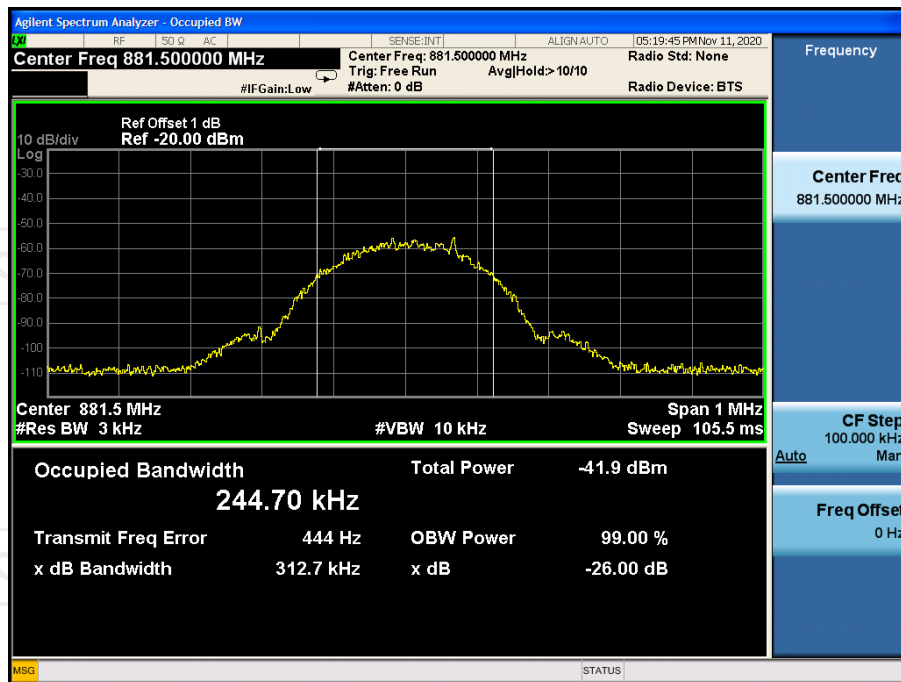 Agilent Spectrum Analyzer - Occupied BW
LXI RF 50 Ω AC SENSE:INT ALIGN AUTO 05:19:45 PM Nov 11, 2020
Center Freq 881.500000 MHz
Center Freq: 881.500000 MHz
Radio Std: None
Trig: Free Run Avg|Hold:>10/10
#IFGain:Low
#Atten: 0 dB
Radio Device: BTS
Ref Offset 1 dB
10 dB/div Ref -20.00 dBm
Log
-30.0
-40.0
-50.0
-60.0
-70.0
-80.0
-90.0
-100
-110
Center 881.5 MHz Span 1 MHz
#Res BW 3 kHz #VBW 10 kHz Sweep 105.5 ms
Occupied Bandwidth Total Power -41.9 dBm
244.70 kHz
Transmit Freq Error 444 Hz OBW Power 99.00 %
x dB Bandwidth 312.7 kHz x dB -26.00 dB
MSG STATUS
Frequency
Center Freq
881.500000 MHz
CF Step
100.000 kHz
Auto Man
Freq Offset
0 Hz